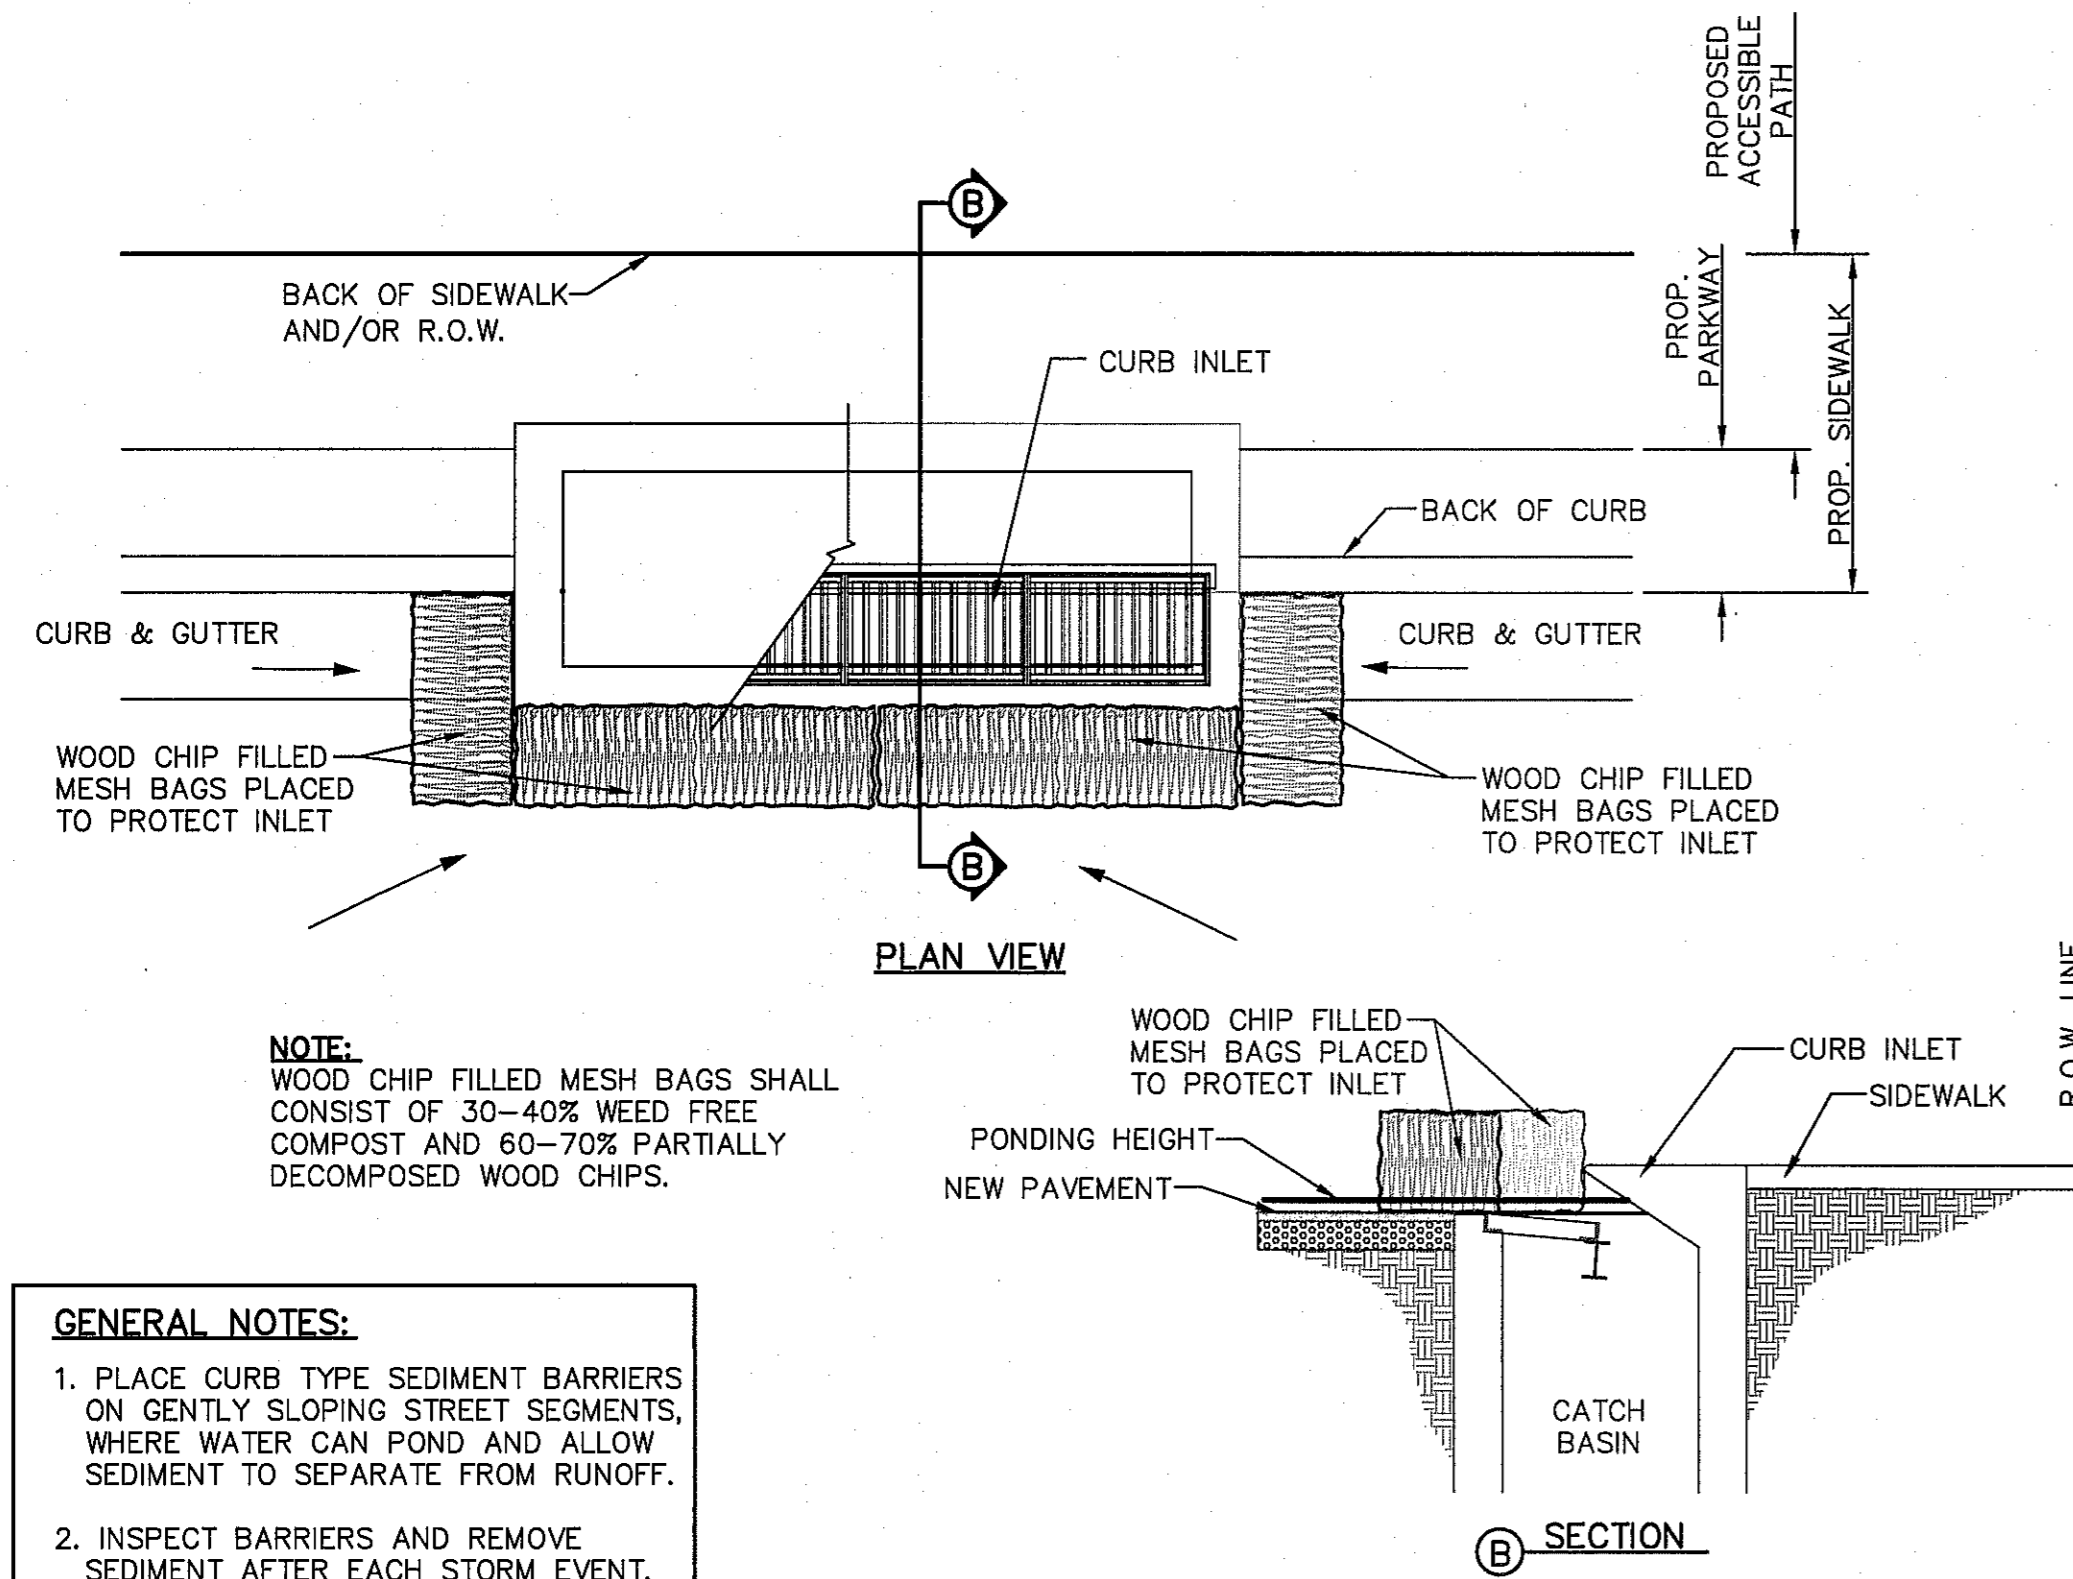 PROPOSED
ACCESSIBLE
PATH
B
BACK OF SIDEWALK
AND/OR R.O.W.
PROP.
PARKWAY
PROP. SIDEWALK
CURB INLET
BACK OF CURB
CURB & GUTTER
CURB & GUTTER
WOOD CHIP FILLED
MESH BAGS PLACED
TO PROTECT INLET
WOOD CHIP FILLED
MESH BAGS PLACED
TO PROTECT INLET
B
PLAN VIEW
R.O.W. LINE
NOTE:
WOOD CHIP FILLED MESH BAGS SHALL
CONSIST OF 30-40% WEED FREE
COMPOST AND 60-70% PARTIALLY
DECOMPOSED WOOD CHIPS.
WOOD CHIP FILLED
MESH BAGS PLACED
TO PROTECT INLET
CURB INLET
SIDEWALK
PONDING HEIGHT
NEW PAVEMENT
CATCH
BASIN
B SECTION
GENERAL NOTES:
1. PLACE CURB TYPE SEDIMENT BARRIERS
ON GENTLY SLOPING STREET SEGMENTS,
WHERE WATER CAN POND AND ALLOW
SEDIMENT TO SEPARATE FROM RUNOFF.
2. INSPECT BARRIERS AND REMOVE
SEDIMENT AFTER EACH STORM EVENT.